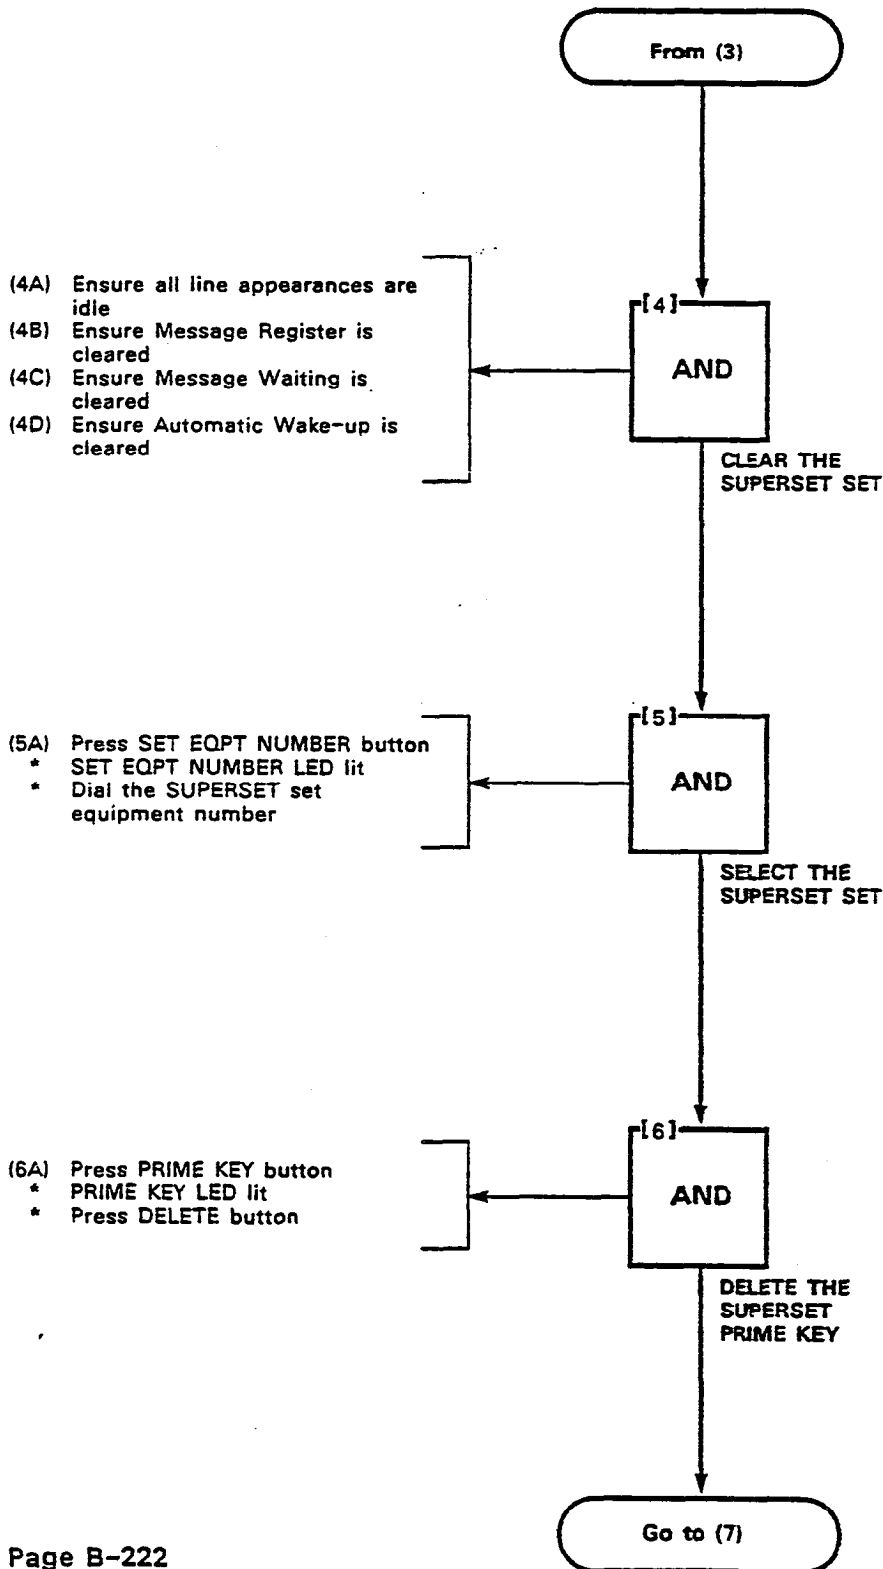 From (3)
(4A) Ensure all line appearances are
idle
(4B) Ensure Message Register is
cleared
(4C) Ensure Message Waiting is
cleared
(4D) Ensure Automatic Wake-up is
cleared
[4]
AND
CLEAR THE
SUPERSET SET
(5A) Press SET EQPT NUMBER button
* SET EQPT NUMBER LED lit
* Dial the SUPERSET set
equipment number
[5]
AND
SELECT THE
SUPERSET SET
(6A) Press PRIME KEY button
* PRIME KEY LED lit
* Press DELETE button
[6]
AND
DELETE THE
SUPERSET
PRIME KEY
Go to (7)
Page B-222